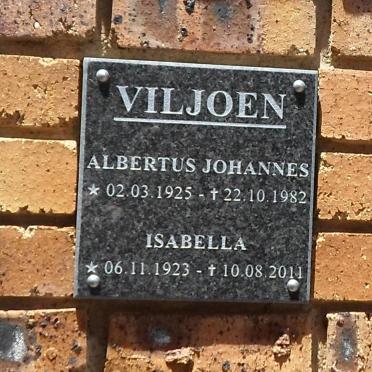 VILJOEN
ALBERTUS JOHANNES
★ 02.03.1925 - ✝ 22.10.1982
ISABELLA
★ 06.11.1923 - ✝ 10.08.2011